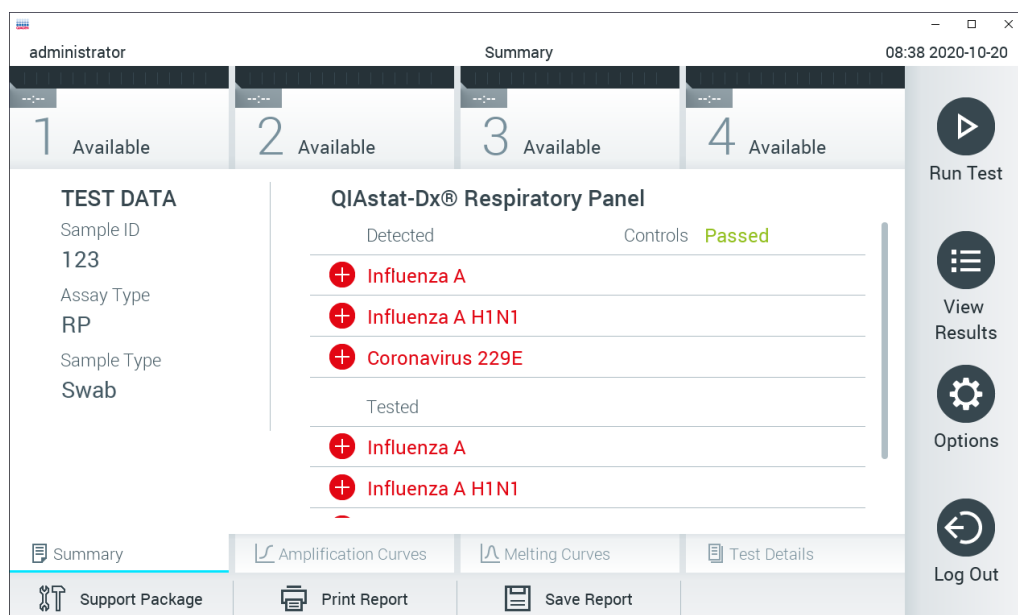 administrator
Summary
08:38 2020-10-20
--:--
1 Available
--:--
2 Available
--:--
3 Available
--:--
4 Available
Run Test
View
Results
Options
Log Out
TEST DATA
Sample ID
123
Assay Type
RP
Sample Type
Swab
QIAstat-Dx® Respiratory Panel
Detected
Controls Passed
Influenza A
Influenza A H1N1
Coronavirus 229E
Tested
Influenza A
Influenza A H1N1
Summary
Amplification Curves
Melting Curves
Test Details
Support Package
Print Report
Save Report